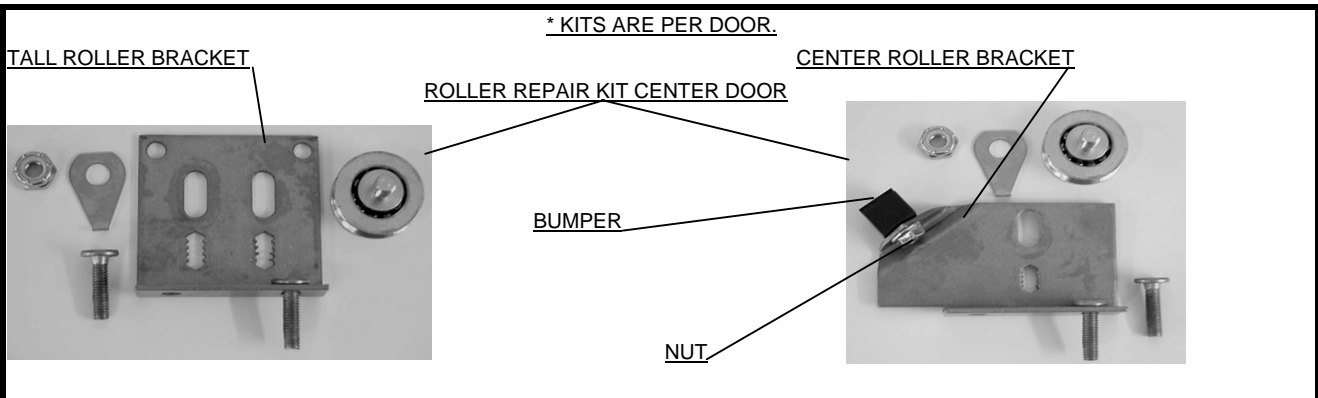 * KITS ARE PER DOOR.
TALL ROLLER BRACKET
CENTER ROLLER BRACKET
ROLLER REPAIR KIT CENTER DOOR
BUMPER
NUT